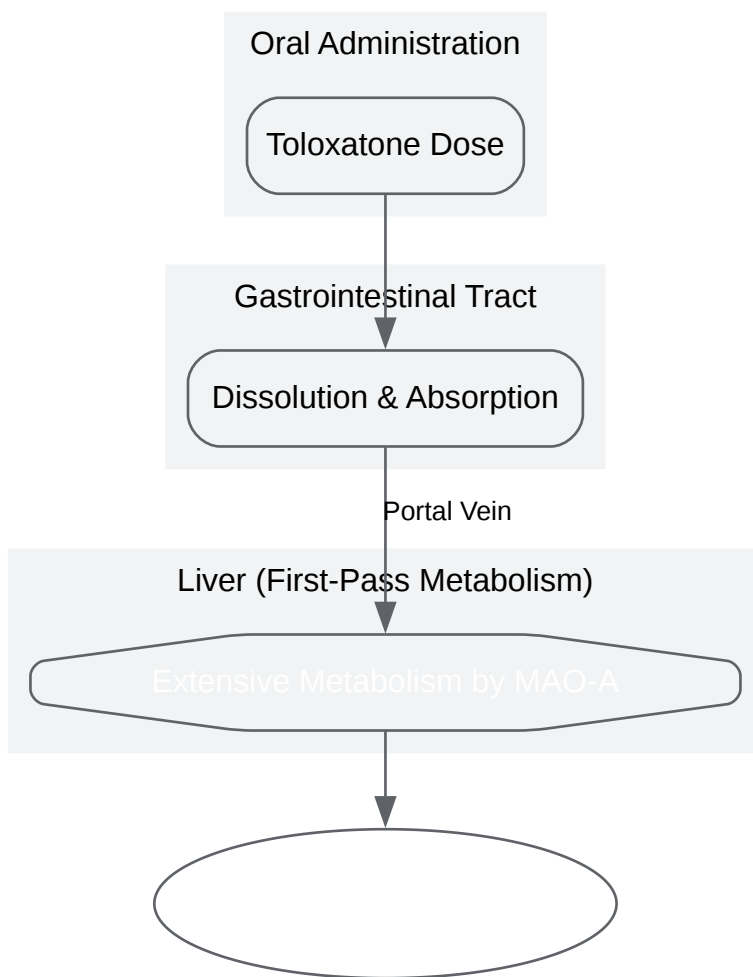 Oral Administration
Toloxatone Dose
Gastrointestinal Tract
Dissolution & Absorption
Portal Vein
Liver (First-Pass Metabolism)
Extensive Metabolism by MAO-A